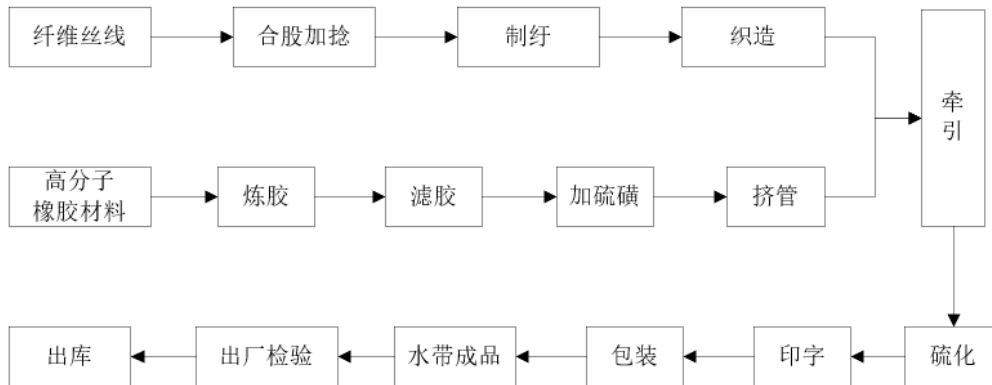 纤维丝线
合股加捻
制纡
织造
牵
引
高分子
橡胶材料
炼胶
滤胶
加硫磺
挤管
出库
出厂检验
水带成品
包装
印字
硫化